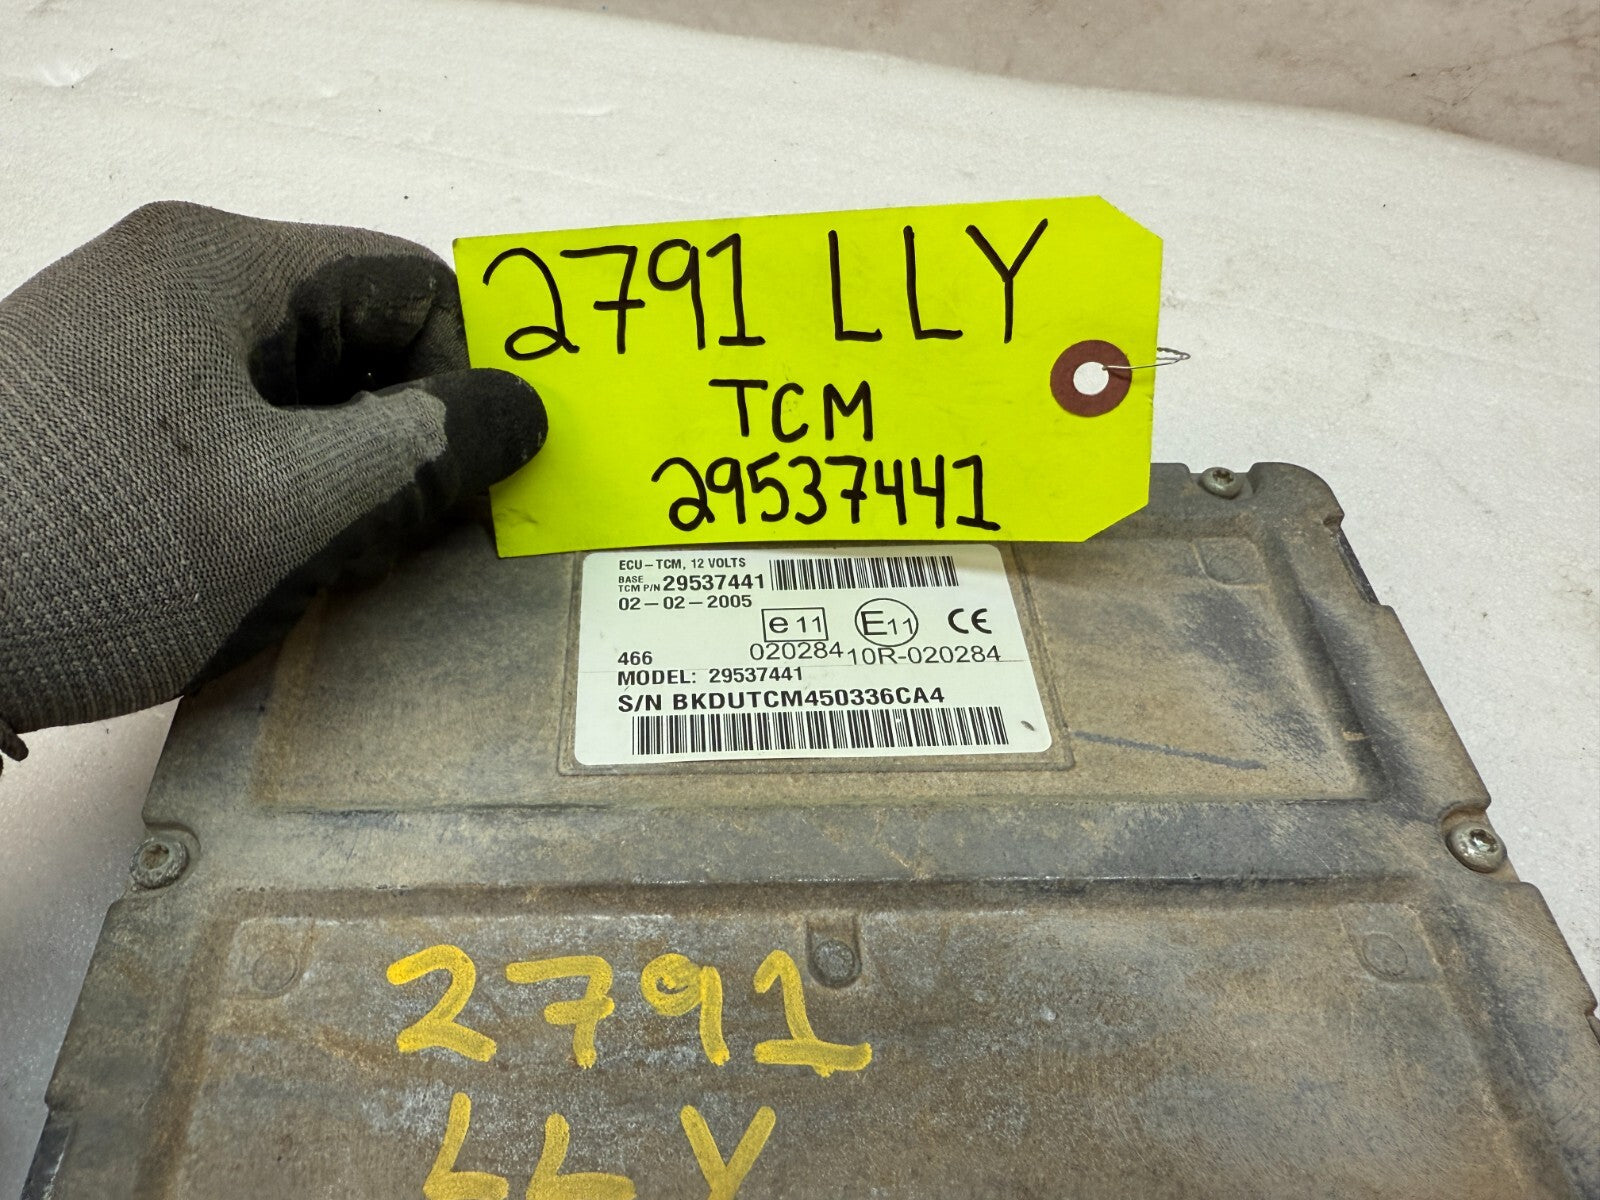 2791 LLY
TCM
29537441
ECU-TCM, 12 VOLTS
BASE
TCM P/N 29537441
02-02-2005
e 11
E11
CE
020284
10R-020284
466
MODEL: 29537441
S/N BKDUTCM450336CA4
2791
LLY